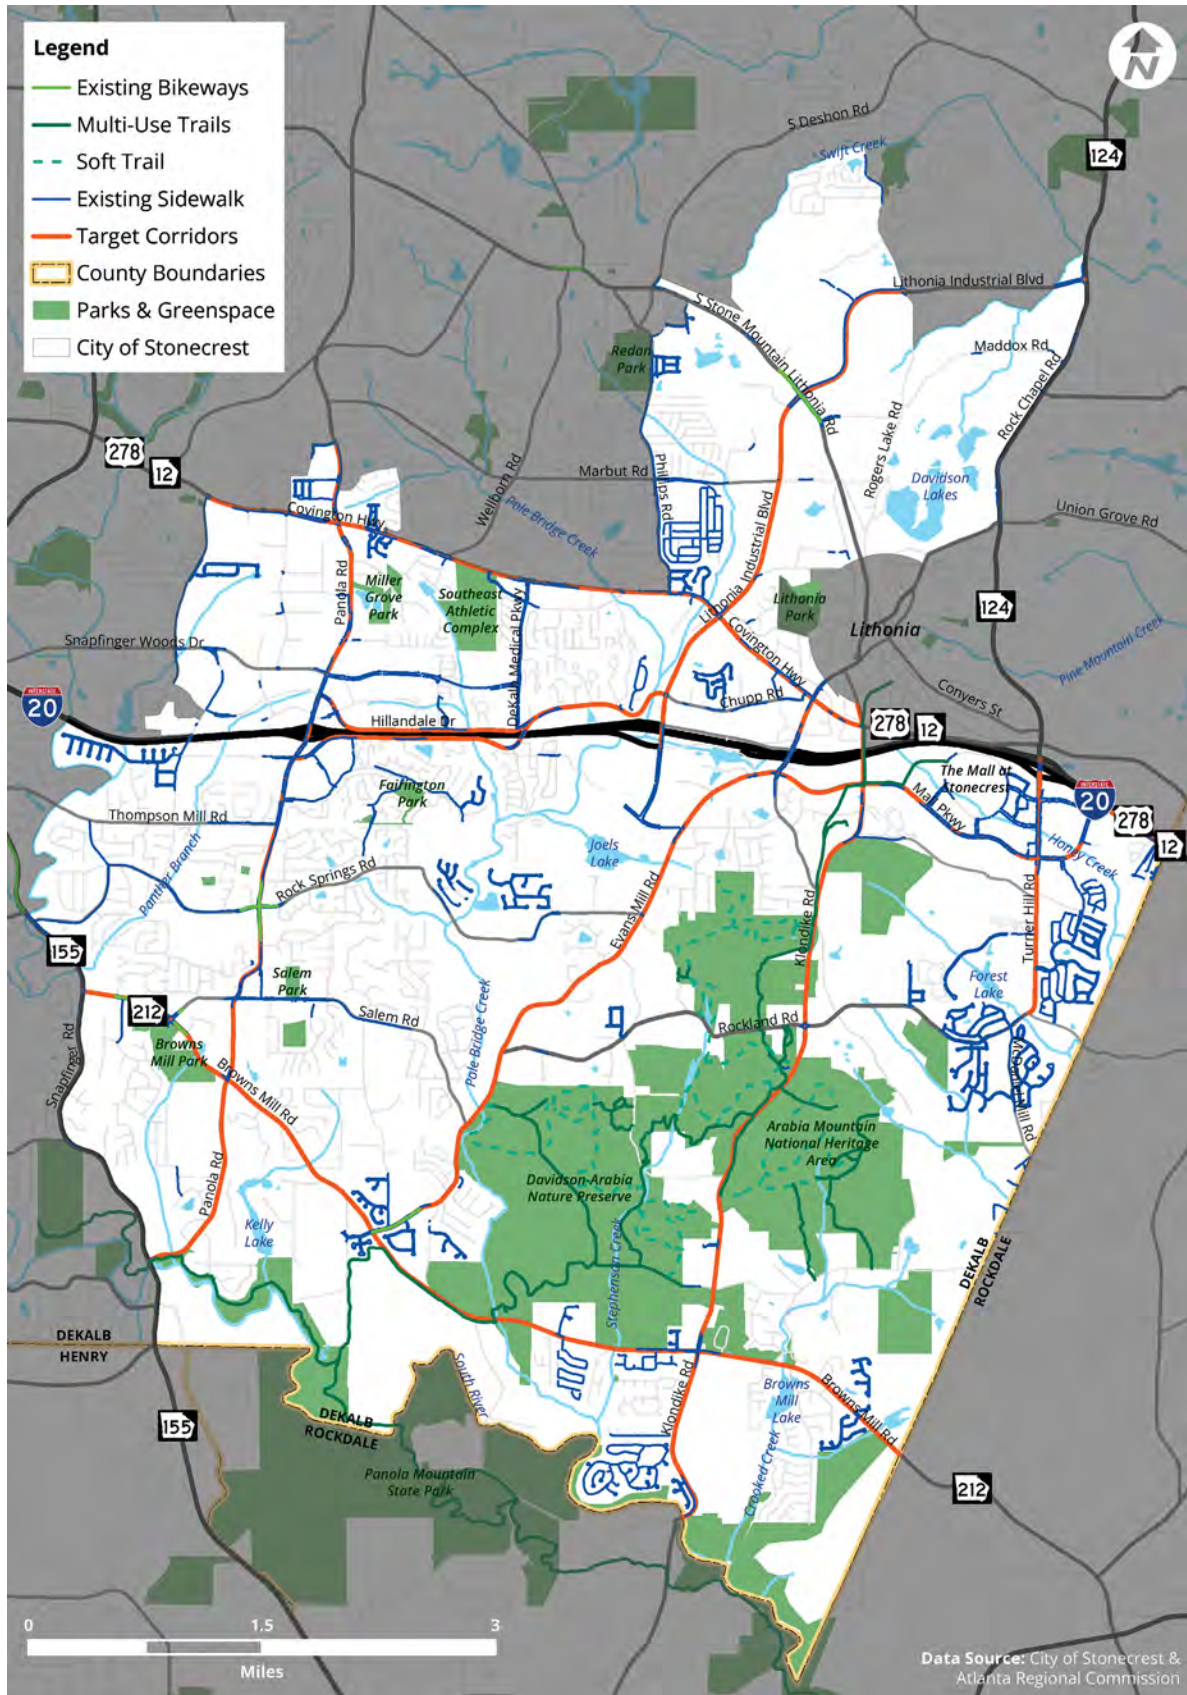 Legend
Existing Bikeways
Multi-Use Trails
Soft Trail
Existing Sidewalk
Target Corridors
County Boundaries
Parks & Greenspace
City of Stonecrest
N
S Deshon Rd
Swift Creek
124
Lithonia Industrial Blvd
S Stone Mountain Lithonia Rd
Maddox Rd
Redan
Park
Rock Chapel Rd
Rogers Lake Rd
278
12
Wellborn Rd
Marbut Rd
Phillips Rd
Davidson
Lakes
Covington Hwy
Pole Bridge Creek
Lithonia Industrial Blvd
Union Grove Rd
Panola Rd
Miller
Grove
Park
Southeast
Athletic
Complex
DeKalb Medical Pkwy
Lithonia
Park
124
Lithonia
Covington Hwy
Snapfinger Woods Dr
Pine Mountain Creek
Chupp Rd
Conyers St
INTERSTATE
20
Hillandale Dr
278
12
The Mall at
Stonecrest
Fairington
Park
Mall Pkwy
INTERSTATE
20
278
12
Thompson Mill Rd
Honey Creek
Joels
Lake
Panther Branch
Rock Springs Rd
Evans Mill Rd
Klondike Rd
Turner Hill Rd
155
Salem
Park
Forest
Lake
212
Salem Rd
Pole Bridge Creek
Rockland Rd
Snapfinger Rd
Browns
Mill Park
Browns Mill Rd
McDaniel Mill Rd
Arabia Mountain
National Heritage
Area
Davidson-Arabia
Nature Preserve
Panola Rd
Kelly
Lake
Stephenson Creek
DEKALB
ROCKDALE
DEKALB
HENRY
South River
Klondike Rd
Browns
Mill
Lake
Browns Mill Rd
155
DEKALB
ROCKDALE
Panola Mountain
State Park
Crooked Creek
212
0
1.5
3
Miles
Data Source: City of Stonecrest &
Atlanta Regional Commission